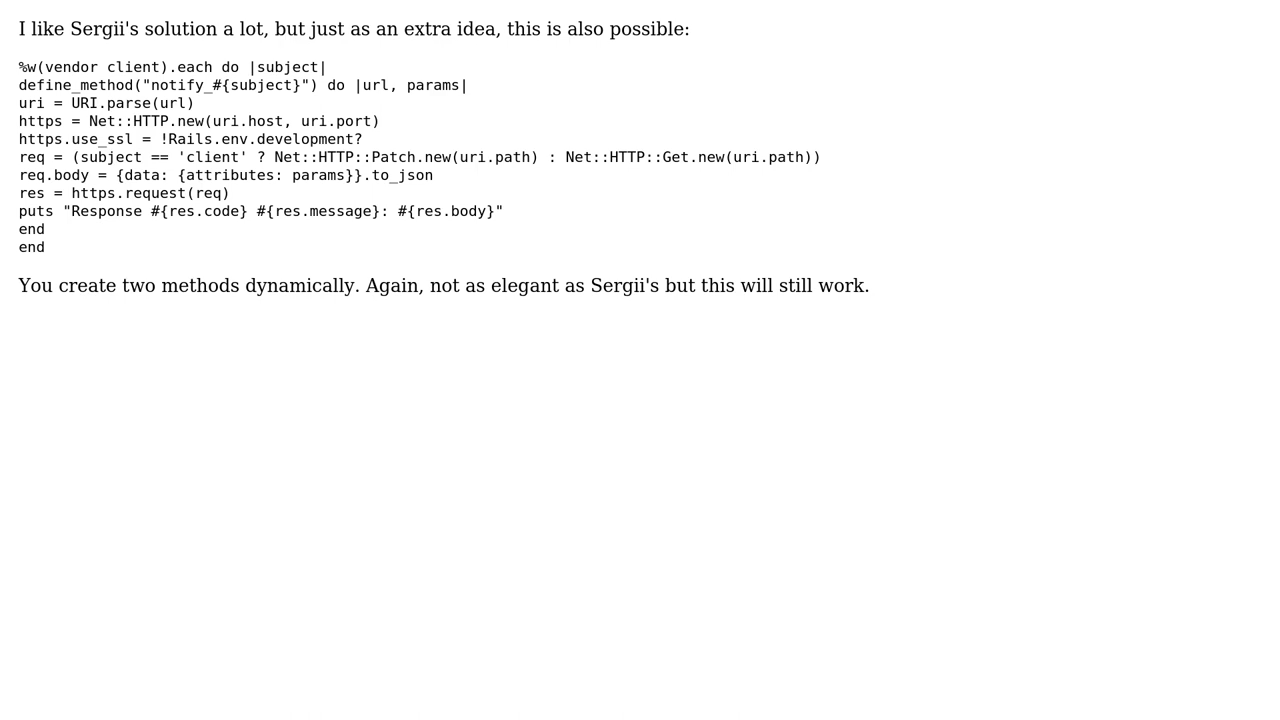 I like Sergii's solution a lot, but just as an extra idea, this is also possible:
%w(vendor client).each do |subject|
define_method("notify_#{subject}") do |url, params|
uri = URI.parse(url)
https = Net::HTTP.new(uri.host, uri.port)
https.use_ssl = !Rails.env.development?
req = (subject == 'client' ? Net::HTTP::Patch.new(uri.path) : Net::HTTP::Get.new(uri.path))
req.body = {data: {attributes: params}}.to_json
res = https.request(req)
puts "Response #{res.code} #{res.message}: #{res.body}"
end
end
You create two methods dynamically. Again, not as elegant as Sergii's but this will still work.